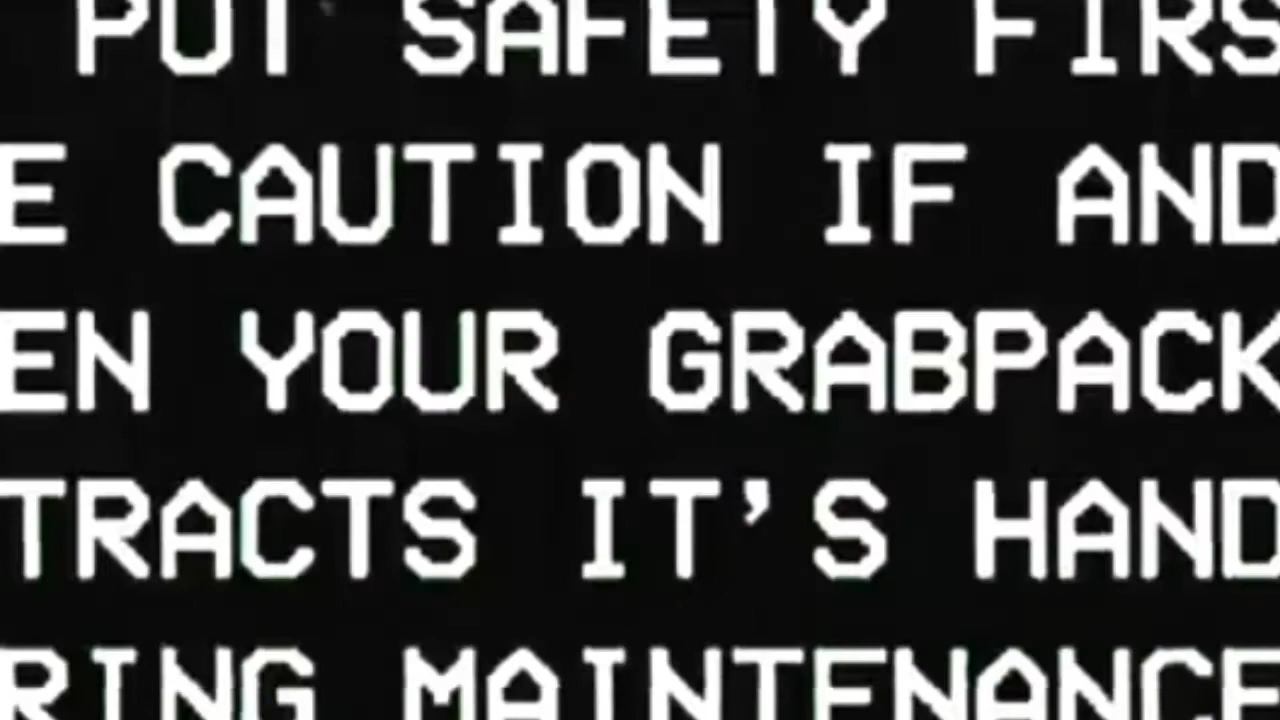 PUT SAFETY FIRS
E CAUTION IF AND
EN YOUR GRABPACK
TRACTS IT'S HAND
RING MAINTENANCE